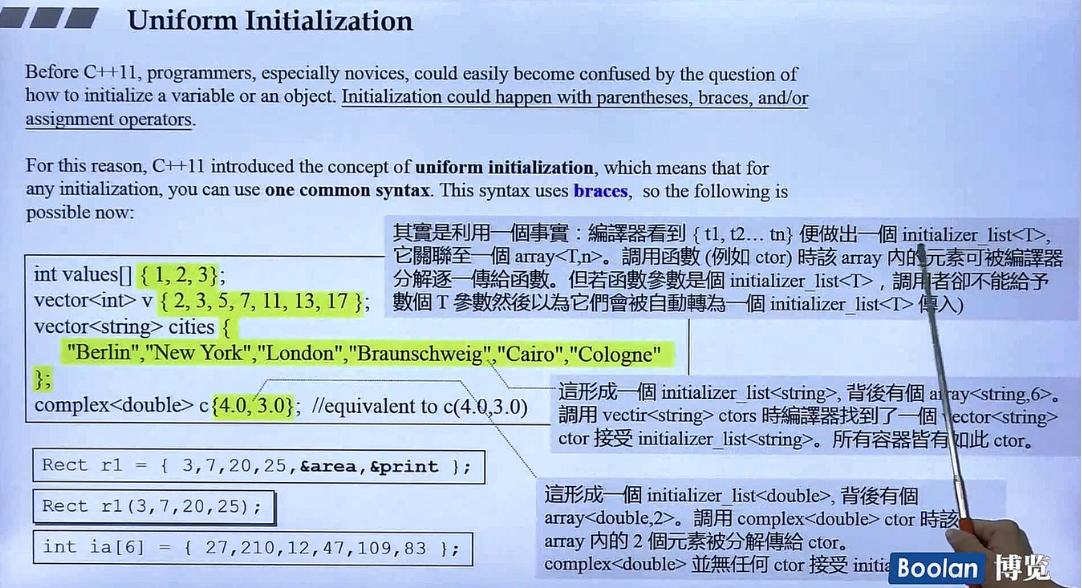 Uniform Initialization
Before C++11, programmers, especially novices, could easily become confused by the question of
how to initialize a variable or an object. Initialization could happen with parentheses, braces, and/or
assignment operators.
For this reason, C++11 introduced the concept of uniform initialization, which means that for
any initialization, you can use one common syntax. This syntax uses braces, so the following is
possible now:
其實是利用一個事實：編譯器看到 { t1, t2… tn} 便做出一個 initializer_list<T>,
它關聯至一個 array<T,n>。調用函數 (例如 ctor) 時該 array 內的元素可被編譯器
分解逐一傳給函數。但若函數參數是個 initializer_list<T>，調用者卻不能給予
數個 T 參數然後以為它們會被自動轉為一個 initializer_list<T> 傳入)
int values[] { 1, 2, 3};
vector<int> v { 2, 3, 5, 7, 11, 13, 17 };
vector<string> cities {
"Berlin","New York","London","Braunschweig","Cairo","Cologne"
};
complex<double> c{4.0, 3.0}; //equivalent to c(4.0,3.0)
這形成一個 initializer_list<string>, 背後有個 array<string,6>。
調用 vectir<string> ctors 時編譯器找到了一個 vector<string>
ctor 接受 initializer_list<string>。所有容器皆有如此 ctor。
Rect r1 = { 3,7,20,25,&area,&print };
Rect r1(3,7,20,25);
int ia[6] = { 27,210,12,47,109,83 };
這形成一個 initializer_list<double>, 背後有個
array<double,2>。調用 complex<double> ctor 時該
array 內的 2 個元素被分解傳給 ctor。
complex<double> 並無任何 ctor 接受
Boolan 博览